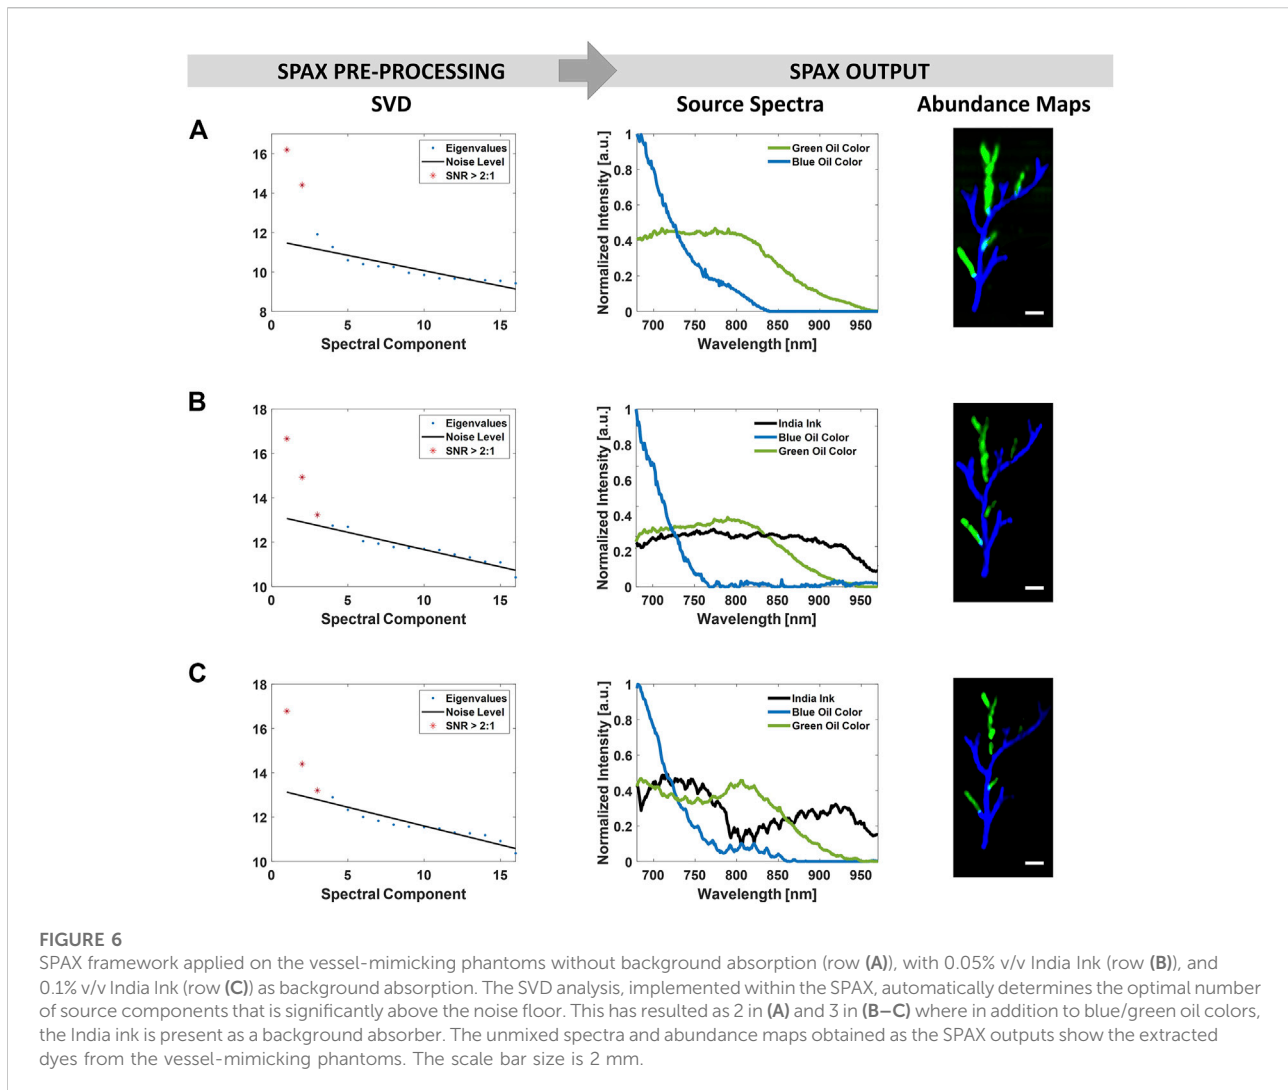 SPAX PRE-PROCESSING
SPAX OUTPUT
SVD
Source Spectra
Abundance Maps
A
16
14
12
10
8
0
5
10
15
Spectral Component
Eigenvalues
Noise Level
SNR > 2:1
Normalized Intensity [a.u.]
1
0.8
0.6
0.4
0.2
0
700
750
800
850
900
950
Wavelength [nm]
Green Oil Color
Blue Oil Color
B
18
16
14
12
10
0
5
10
15
Spectral Component
Eigenvalues
Noise Level
SNR > 2:1
Normalized Intensity [a.u.]
1
0.8
0.6
0.4
0.2
0
700
750
800
850
900
950
Wavelength [nm]
India Ink
Blue Oil Color
Green Oil Color
C
18
16
14
12
10
0
5
10
15
Spectral Component
Eigenvalues
Noise Level
SNR > 2:1
Normalized Intensity [a.u.]
1
0.8
0.6
0.4
0.2
0
700
750
800
850
900
950
Wavelength [nm]
India Ink
Blue Oil Color
Green Oil Color
FIGURE 6
SPAX framework applied on the vessel-mimicking phantoms without background absorption (row (A)), with 0.05% v/v India Ink (row (B)), and
0.1% v/v India Ink (row (C)) as background absorption. The SVD analysis, implemented within the SPAX, automatically determines the optimal number
of source components that is significantly above the noise floor. This has resulted as 2 in (A) and 3 in (B–C) where in addition to blue/green oil colors,
the India ink is present as a background absorber. The unmixed spectra and abundance maps obtained as the SPAX outputs show the extracted
dyes from the vessel-mimicking phantoms. The scale bar size is 2 mm.